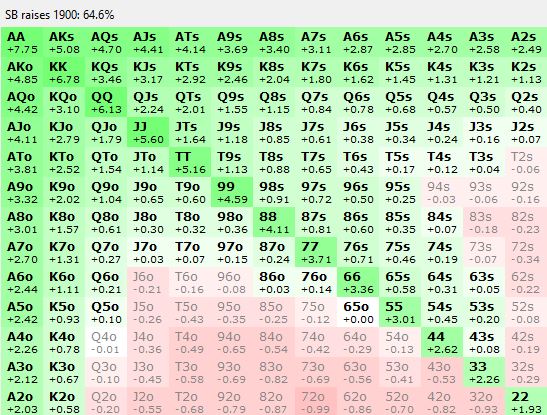 SB raises 1900: 64.6%
AA AKs AQs AJs ATs A9s A8s A7s A6s A5s A4s A3s A2s
+7.75 +5.08 +4.70 +4.41 +4.14 +3.69 +3.40 +3.11 +2.87 +2.85 +2.70 +2.58 +2.49
AKo KK KQs KJs KTs K9s K8s K7s K6s K5s K4s K3s K2s
+4.85 +6.78 +3.46 +3.17 +2.92 +2.46 +2.04 +1.80 +1.62 +1.45 +1.31 +1.21 +1.13
AQo KQo QQ QJs QTs Q9s Q8s Q7s Q6s Q5s Q4s Q3s Q2s
+4.42 +3.10 +6.13 +2.24 +2.01 +1.55 +1.15 +0.84 +0.78 +0.68 +0.57 +0.50 +0.40
AJo KJo QJo JJ JTs J9s J8s J7s J6s J5s J4s J3s J2s
+4.11 +2.79 +1.79 +5.60 +1.64 +1.18 +0.85 +0.61 +0.38 +0.34 +0.24 +0.16 +0.07
ATo KTo QTo JTo TT T9s T8s T7s T6s T5s T4s T3s T2s
+3.81 +2.52 +1.54 +1.14 +5.16 +1.13 +0.88 +0.65 +0.43 +0.17 +0.12 +0.04 -0.06
A9o K9o Q9o J9o T9o 99 98s 97s 96s 95s 94s 93s 92s
+3.32 +2.02 +1.04 +0.65 +0.60 +4.59 +0.91 +0.72 +0.50 +0.25 -0.03 -0.06 -0.16
A8o K8o Q8o J8o T8o 98o 88 87s 86s 85s 84s 83s 82s
+3.01 +1.57 +0.61 +0.30 +0.32 +0.36 +4.11 +0.81 +0.60 +0.35 +0.07 -0.18 -0.23
A7o K7o Q7o J7o T7o 97o 87o 77 76s 75s 74s 73s 72s
+2.70 +1.31 +0.27 +0.03 +0.07 +0.15 +0.24 +3.71 +0.71 +0.46 +0.19 -0.07 -0.34
A6o K6o Q6o J6o T6o 96o 86o 76o 66 65s 64s 63s 62s
+2.44 +1.11 +0.21 -0.21 -0.16 -0.08 +0.03 +0.14 +3.36 +0.58 +0.31 +0.05 -0.22
A5o K5o Q5o J5o T5o 95o 85o 75o 65o 55 54s 53s 52s
+2.42 +0.93 +0.10 -0.26 -0.43 -0.35 -0.25 -0.12 +0.00 +3.01 +0.45 +0.20 -0.08
A4o K4o Q4o J4o T4o 94o 84o 74o 64o 54o 44 43s 42s
+2.26 +0.78 -0.01 -0.36 -0.49 -0.65 -0.54 -0.42 -0.29 -0.13 +2.62 +0.08 -0.19
A3o K3o Q3o J3o T3o 93o 83o 73o 63o 53o 43o 33 32s
+2.12 +0.67 -0.10 -0.45 -0.58 -0.69 -0.82 -0.69 -0.56 -0.41 -0.53 +2.26 -0.29
A2o K2o Q2o J2o T2o 92o 82o 72o 62o 52o 42o 32o 22
+2.03 +0.58 -0.20 -0.55 -0.68 -0.79 -0.87 -0.99 -0.86 -0.70 -0.82 -0.93 +1.93